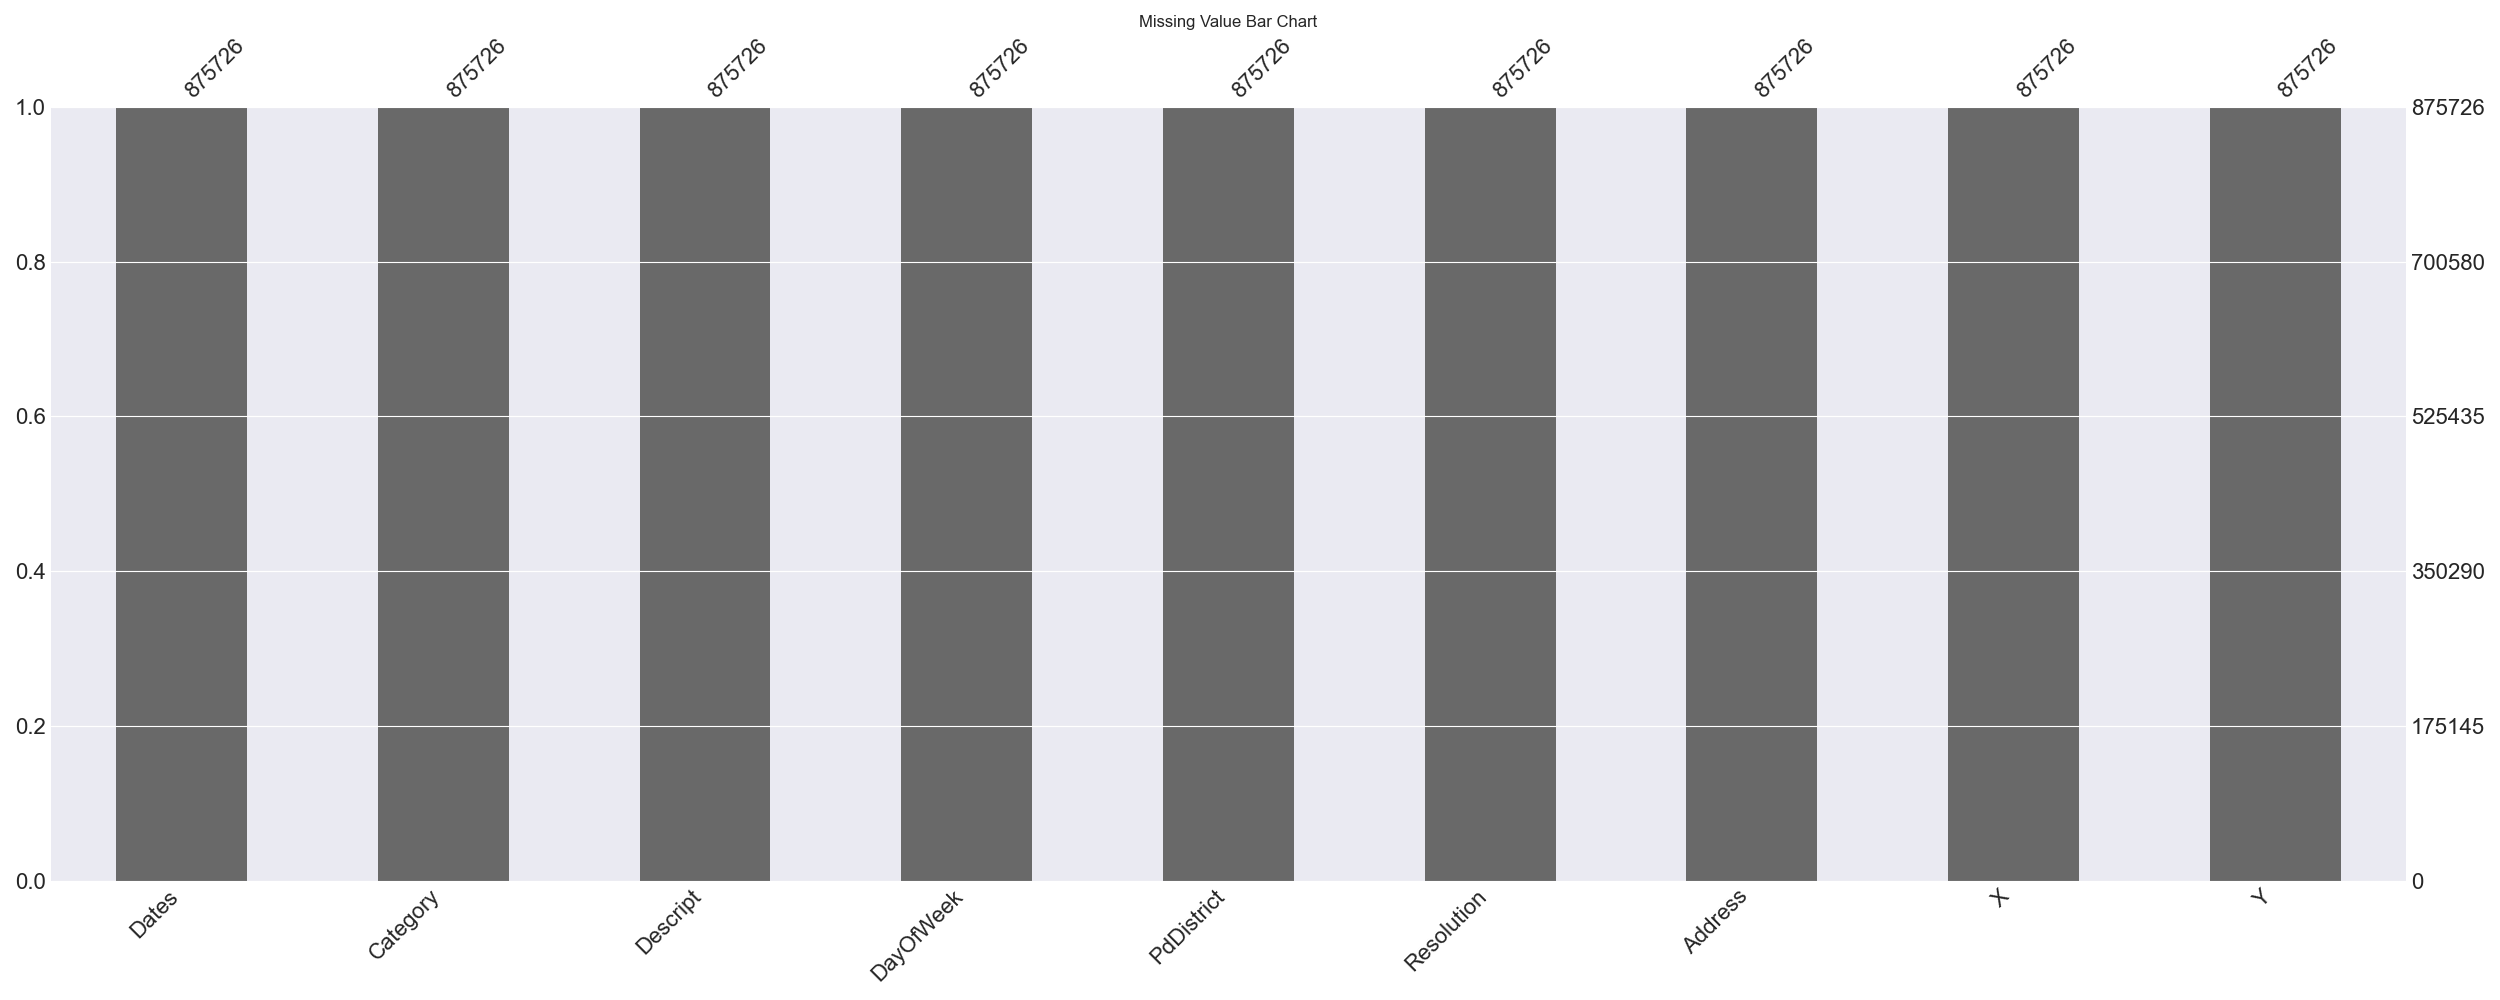 Missing Value Bar Chart
875726 875726 875726 875726 875726 875726 875726 875726 875726
1.0 875726
0.8 700580
0.6 525435
0.4 350290
0.2 175145
0.0 0
Dates Category Descript DayOfWeek PdDistrict Resolution Address X Y